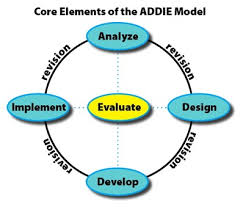 Core Elements of the ADDIE Model
Analyze
revision
revision
Implement
Evaluate
Design
revision
revision
Develop